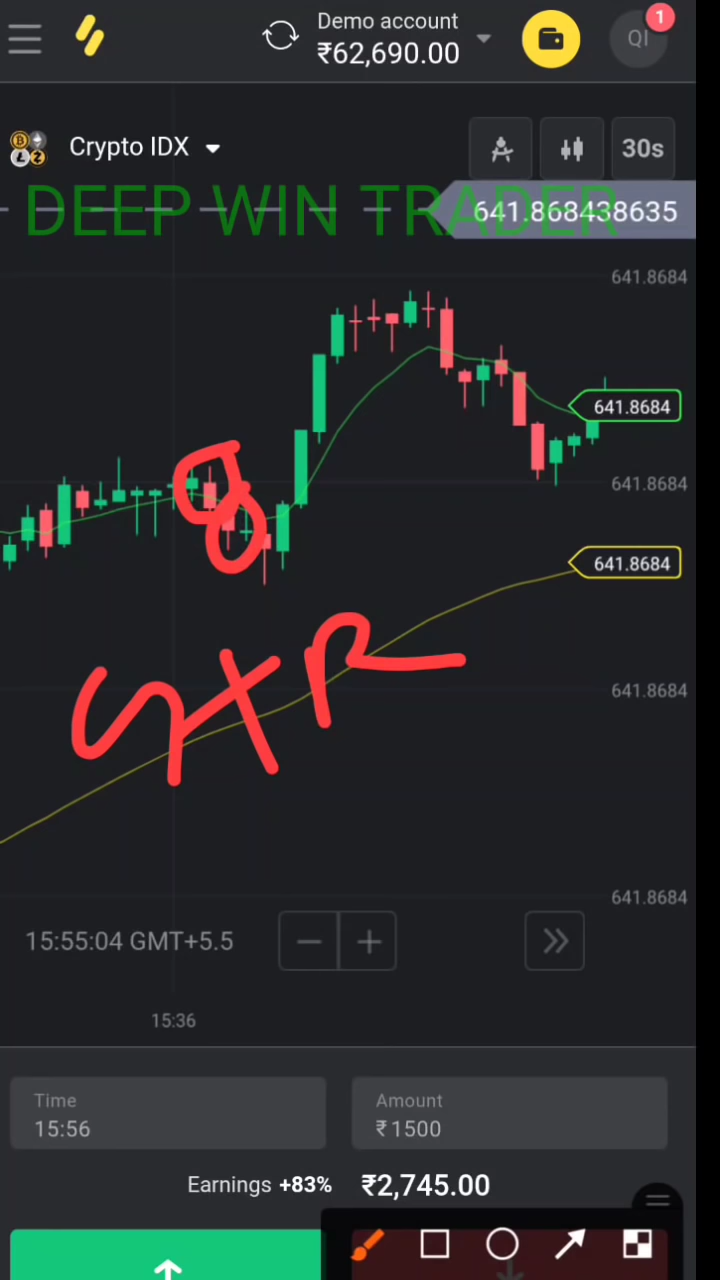 Demo account
₹62,690.00
1
QI
Crypto IDX
30s
DEEP WIN TRADER
641.868438635
641.8684
641.8684
641.8684
641.8684
641.8684
641.8684
8
STR
15:55:04 GMT+5.5
15:36
Time
15:56
Amount
₹1500
Earnings +83% ₹2,745.00